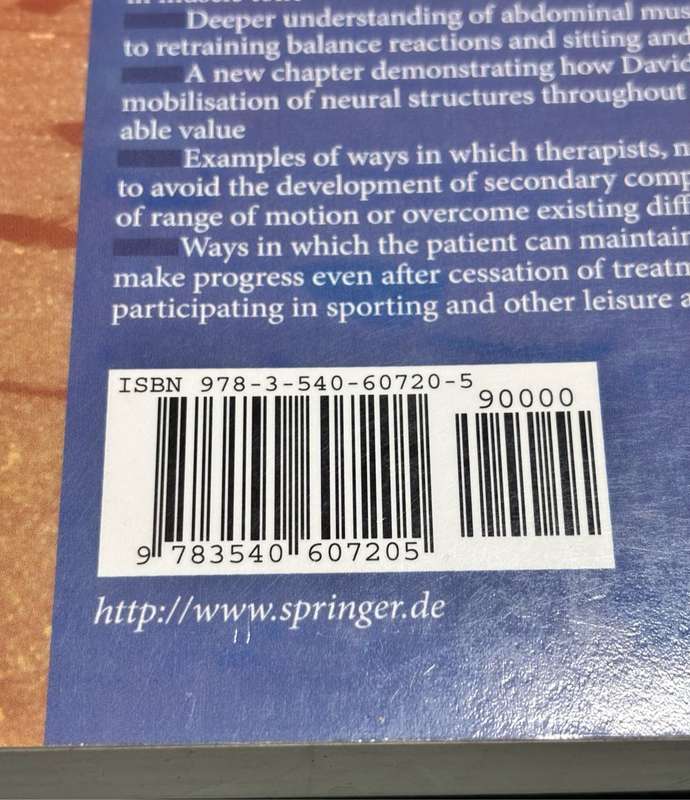 Deeper understanding of abdominal mus
to retraining balance reactions and sitting and
A new chapter demonstrating how David
mobilisation of neural structures throughout
able value
Examples of ways in which therapists, n
to avoid the development of secondary comp
of range of motion or overcome existing diff
Ways in which the patient can maintain
make progress even after cessation of treatm
participating in sporting and other leisure a
ISBN 978-3-540-60720-5
90000
9 783540 607205
http://www.springer.de